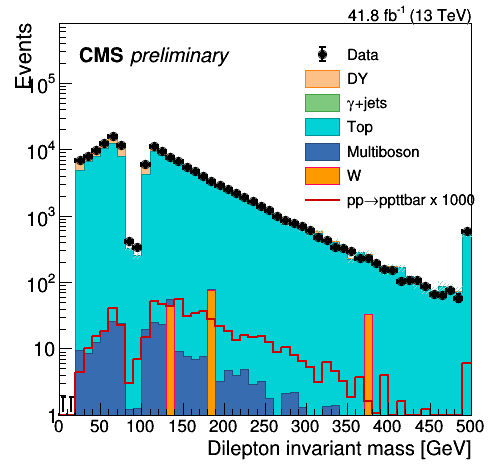 41.8 fb⁻¹ (13 TeV)
Events
CMS preliminary
Data
DY
γ+jets
Top
Multiboson
W
pp→ppttbar x 1000
10⁵
10⁴
10³
10²
10
1
0 50 100 150 200 250 300 350 400 450 500
Dilepton invariant mass [GeV]